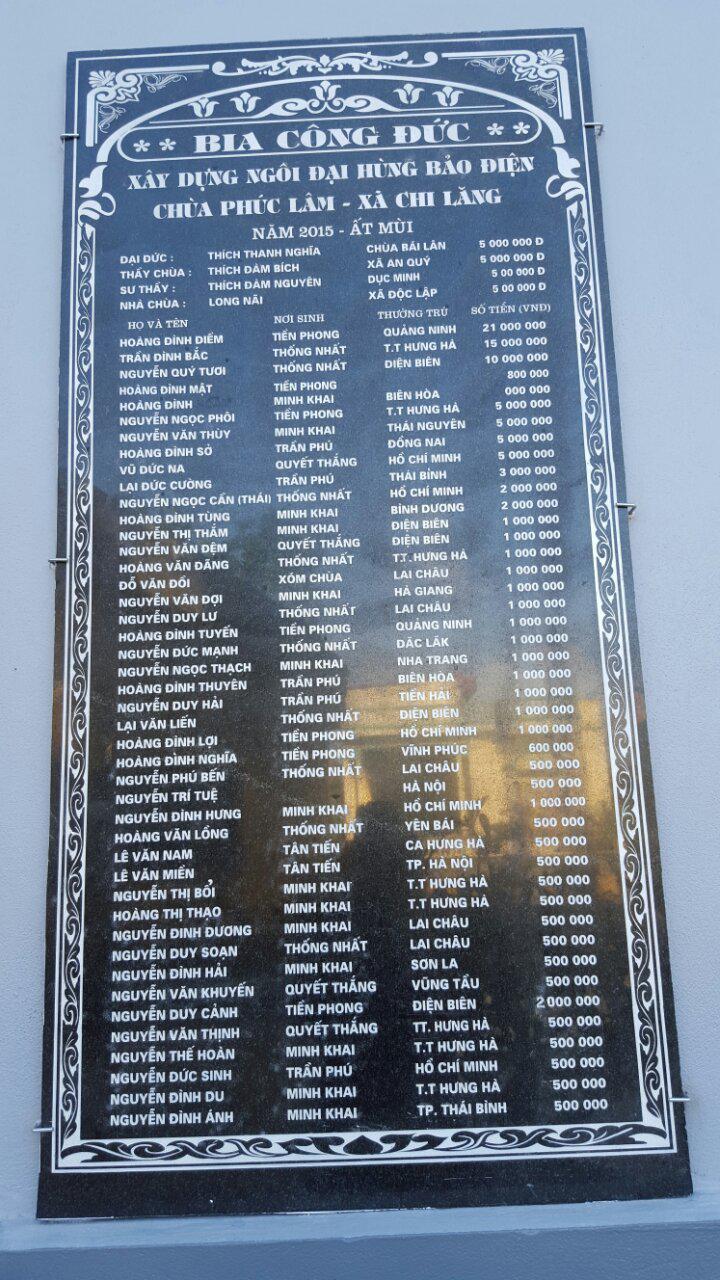 ** BIA CÔNG ĐỨC **
XÂY DỰNG NGÔI ĐẠI HÙNG BẢO ĐIỆN
CHÙA PHÚC LÂM - XÃ CHI LĂNG
NĂM 2015 - ẤT MÙI
ĐẠI ĐỨC : THÍCH THANH NGHĨA CHÙA BÁI LÂN 5 000 000 Đ
THẦY CHÙA : THÍCH ĐÀM BÍCH XÃ AN QUÝ 5 000 000 Đ
SƯ THẦY : THÍCH ĐÀM NGUYÊN DỤC MINH 5 00 000 Đ
NHÀ CHÙA : LONG NÃI XÃ ĐỘC LẬP 5 00 000 Đ
HỌ VÀ TÊN NƠI SINH THƯỜNG TRÚ SỐ TIỀN (VNĐ)
HOÀNG ĐÌNH DIỄM TIỀN PHONG QUẢNG NINH 21 000 000
TRẦN ĐÌNH BẮC THỐNG NHẤT T.T HƯNG HÀ 15 000 000
NGUYỄN QUÝ TƯƠI THỐNG NHẤT ĐIỆN BIÊN 10 000 000
HOÀNG ĐÌNH MẬT TIỀN PHONG 800 000
HOÀNG ĐÌNH MINH KHAI BIÊN HÒA 000 000
NGUYỄN NGỌC PHÔI TIỀN PHONG T.T HƯNG HÀ 5 000 000
NGUYỄN VĂN THÙY MINH KHAI THÁI NGUYÊN 5 000 000
HOÀNG ĐÌNH SỞ TRẦN PHÚ ĐỒNG NAI 5 000 000
VŨ ĐỨC NA QUYẾT THẮNG HỒ CHÍ MINH 5 000 000
LẠI ĐỨC CƯỜNG TRẦN PHÚ THÁI BÌNH 3 000 000
NGUYỄN NGỌC CẦN (THÁI) THỐNG NHẤT HỒ CHÍ MINH 2 000 000
HOÀNG ĐÌNH TÙNG MINH KHAI BÌNH DƯƠNG 2 000 000
NGUYỄN THỊ THẮM MINH KHAI ĐIỆN BIÊN 1 000 000
NGUYỄN VĂN ĐỆM QUYẾT THẮNG ĐIỆN BIÊN 1 000 000
HOÀNG VĂN ĐĂNG THỐNG NHẤT T.T. HƯNG HÀ 1 000 000
ĐỖ VĂN DỐI XÓM CHÙA LAI CHÂU 1 000 000
NGUYỄN VĂN DỢI MINH KHAI HÀ GIANG 1 000 000
NGUYỄN DUY LƯ THỐNG NHẤT LAI CHÂU 1 000 000
HOÀNG ĐÌNH TUYẾN TIỀN PHONG QUẢNG NINH 1 000 000
NGUYỄN ĐỨC MẠNH THỐNG NHẤT ĐĂC LĂK 1 000 000
NGUYỄN NGỌC THẠCH MINH KHAI NHA TRANG 1 000 000
HOÀNG ĐÌNH THUYÊN TRẦN PHÚ BIÊN HÒA 1 000 000
NGUYỄN DUY HẢI TRẦN PHÚ TIỀN HẢI 1 000 000
LẠI VĂN LIẾN THỐNG NHẤT ĐIỆN BIÊN 1 000 000
HOÀNG ĐÌNH LỢI TIỀN PHONG HỒ CHÍ MINH 1 000 000
HOÀNG ĐÌNH NGHĨA TIỀN PHONG VĨNH PHÚC 600 000
NGUYỄN PHÚ BỀN THỐNG NHẤT LAI CHÂU 500 000
NGUYỄN TRÍ TUỆ HÀ NỘI 500 000
NGUYỄN ĐÌNH HƯNG MINH KHAI HỒ CHÍ MINH 1 000 000
HOÀNG VĂN LỒNG THỐNG NHẤT YÊN BÁI 500 000
LÊ VĂN NAM TÂN TIẾN CA HƯNG HÀ 500 000
LÊ VĂN MIỀN TÂN TIẾN TP. HÀ NỘI 500 000
NGUYỄN THỊ BỔI MINH KHAI T.T HƯNG HÀ 500 000
HOÀNG THỊ THẠO MINH KHAI T.T HƯNG HÀ 500 000
NGUYỄN ĐÌNH DƯƠNG MINH KHAI LAI CHÂU 500 000
NGUYỄN DUY SOẠN THỐNG NHẤT LAI CHÂU 500 000
NGUYỄN ĐÌNH HẢI MINH KHAI SƠN LA 500 000
NGUYỄN VĂN KHUYẾN QUYẾT THẮNG VŨNG TẦU 500 000
NGUYỄN DUY CẢNH TIỀN PHONG ĐIỆN BIÊN 2 000 000
NGUYỄN VĂN THỊNH QUYẾT THẮNG TT. HƯNG HÀ 500 000
NGUYỄN THẾ HOÀN MINH KHAI T.T HƯNG HÀ 500 000
NGUYỄN ĐỨC SINH TRẦN PHÚ HỒ CHÍ MINH 500 000
NGUYỄN ĐÌNH DU MINH KHAI T.T HƯNG HÀ 500 000
NGUYỄN ĐÌNH ÁNH MINH KHAI TP. THÁI BÌNH 500 000